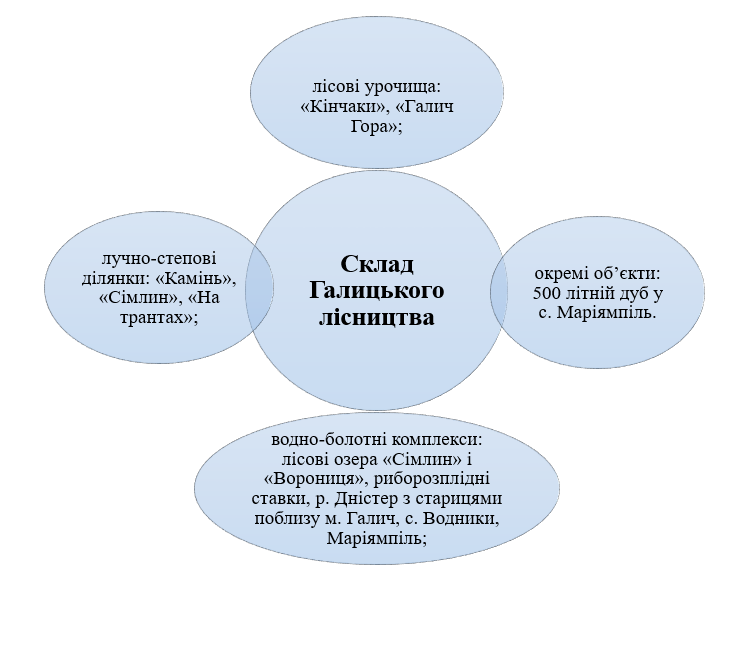 лісові урочища:
«Кінчаки», «Галич
Гора»;
лучно-степові
ділянки: «Камінь»,
«Сімлин», «На
трантах»;
Склад
Галицького
лісництва
окремі об’єкти:
500 літній дуб у
с. Маріямпіль.
водно-болотні комплекси:
лісові озера «Сімлин» і
«Ворониця», риборозплідні
ставки, р. Дністер з старицями
поблизу м. Галич, с. Водники,
Маріямпіль;